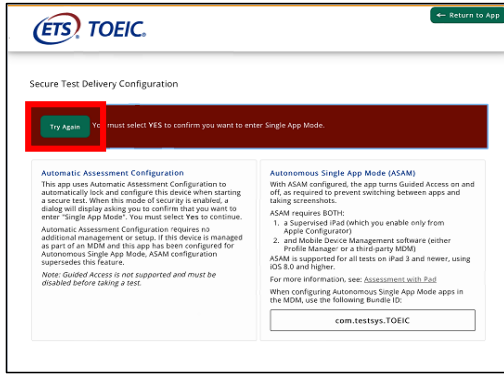 ← Return to App
ETS TOEIC.
Secure Test Delivery Configuration
Try Again
You must select YES to confirm you want to enter Single App Mode.
Automatic Assessment Configuration
This app uses Automatic Assessment Configuration to
automatically lock and configure this device when starting
a secure test. When this mode of security is enabled, a
dialog will display asking you to confirm that you want to
enter "Single App Mode". You must select Yes to continue.
Automatic Assessment Configuration requires no
additional management or setup. If this device is managed
as part of an MDM and this app has been configured for
Autonomous Single App Mode, ASAM configuration
supersedes this feature.
Note: Guided Access is not supported and must be
disabled before taking a test.
Autonomous Single App Mode (ASAM)
With ASAM configured, the app turns Guided Access on and
off, as required to prevent switching between apps and
taking screenshots.
ASAM requires BOTH:
1. a Supervised iPad (which you enable only from
Apple Configurator)
2. and Mobile Device Management software (either
Profile Manager or a third-party MDM)
ASAM is supported for all tests on iPad 3 and newer, using
iOS 8.0 and higher.
For more information, see: Assessment with Pad
When configuring Autonomous Single App Mode apps in
the MDM, use the following Bundle ID:
com.testsys.TOEIC